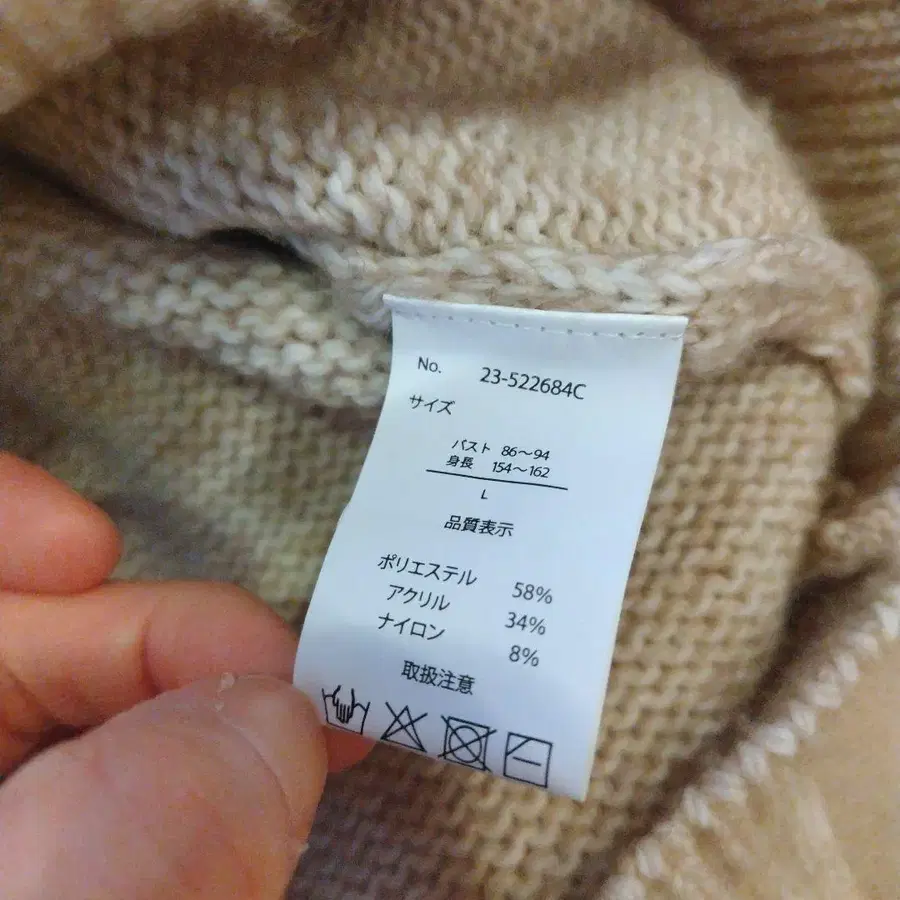 No. 23-522684C
サイズ
バスト 86～94
身長 154～162
L
品質表示
ポリエステル 58%
アクリル 34%
ナイロン 8%
取扱注意